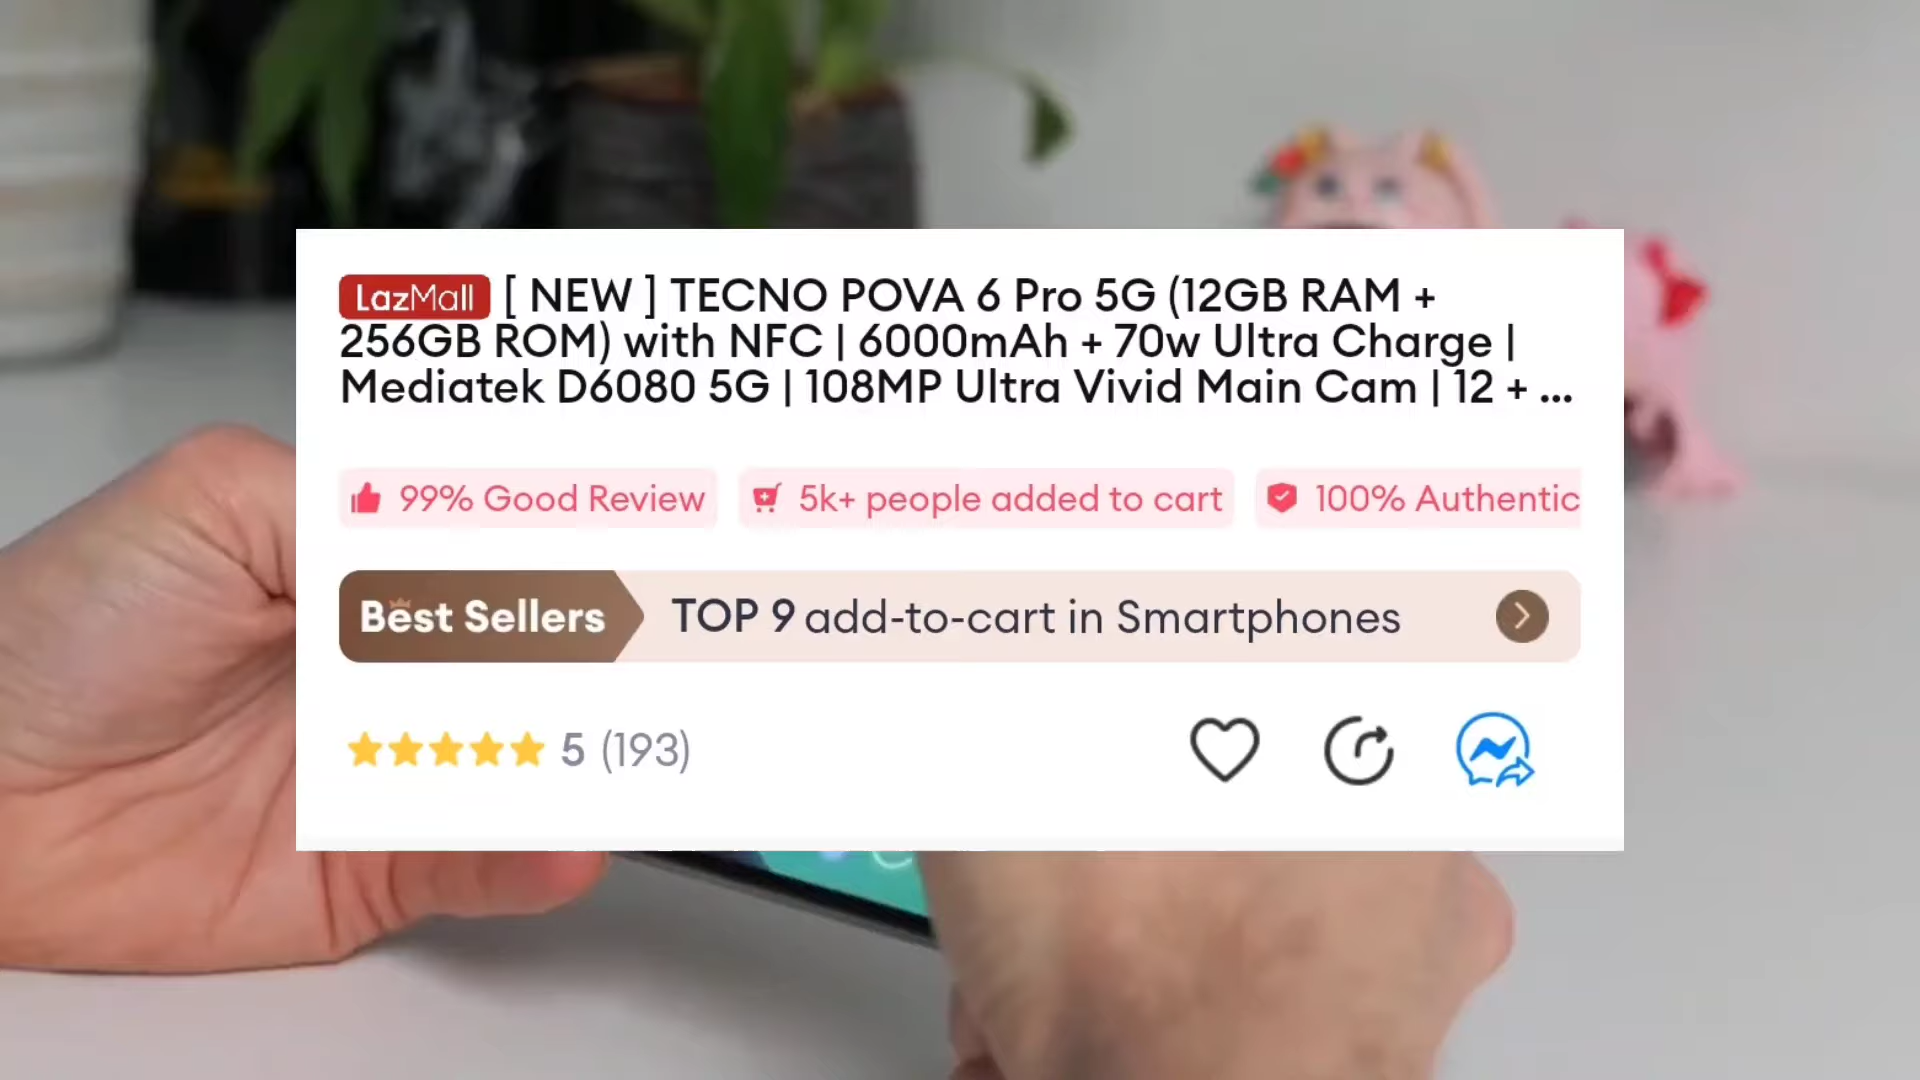 LazMall [ NEW ] TECNO POVA 6 Pro 5G (12GB RAM +
256GB ROM) with NFC | 6000mAh + 70w Ultra Charge |
Mediatek D6080 5G | 108MP Ultra Vivid Main Cam | 12 + ...
99% Good Review 5k+ people added to cart 100% Authentic
Best Sellers TOP 9 add-to-cart in Smartphones
5 (193)